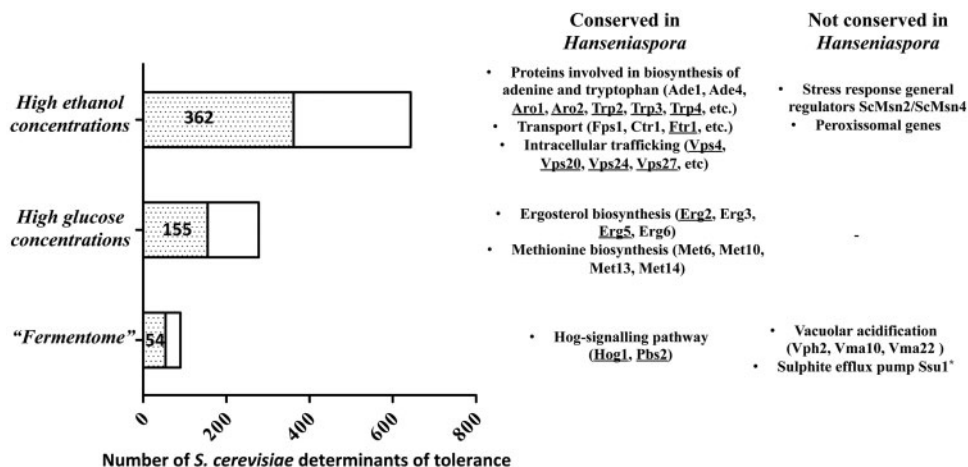 Conserved in
Hanseniaspora
Not conserved in
Hanseniaspora
High ethanol
concentrations
362
• Proteins involved in biosynthesis of
adenine and tryptophan (Ade1, Ade4,
Aro1, Aro2, Trp2, Trp3, Trp4, etc.)
• Transport (Fps1, Ctr1, Ftr1, etc.)
• Intracellular trafficking (Vps4,
Vps20, Vps24, Vps27, etc)
• Stress response general
regulators ScMsn2/ScMsn4
• Peroxissomal genes
High glucose
concentrations
155
• Ergosterol biosynthesis (Erg2, Erg3,
Erg5, Erg6)
• Methionine biosynthesis (Met6, Met10,
Met13, Met14)
-
“Fermentome”
54
• Hog-signalling pathway
(Hog1, Pbs2)
• Vacuolar acidification
(Vph2, Vma10, Vma22 )
• Sulphite efflux pump Ssu1*
0
200
400
600
800
Number of S. cerevisiae determinants of tolerance